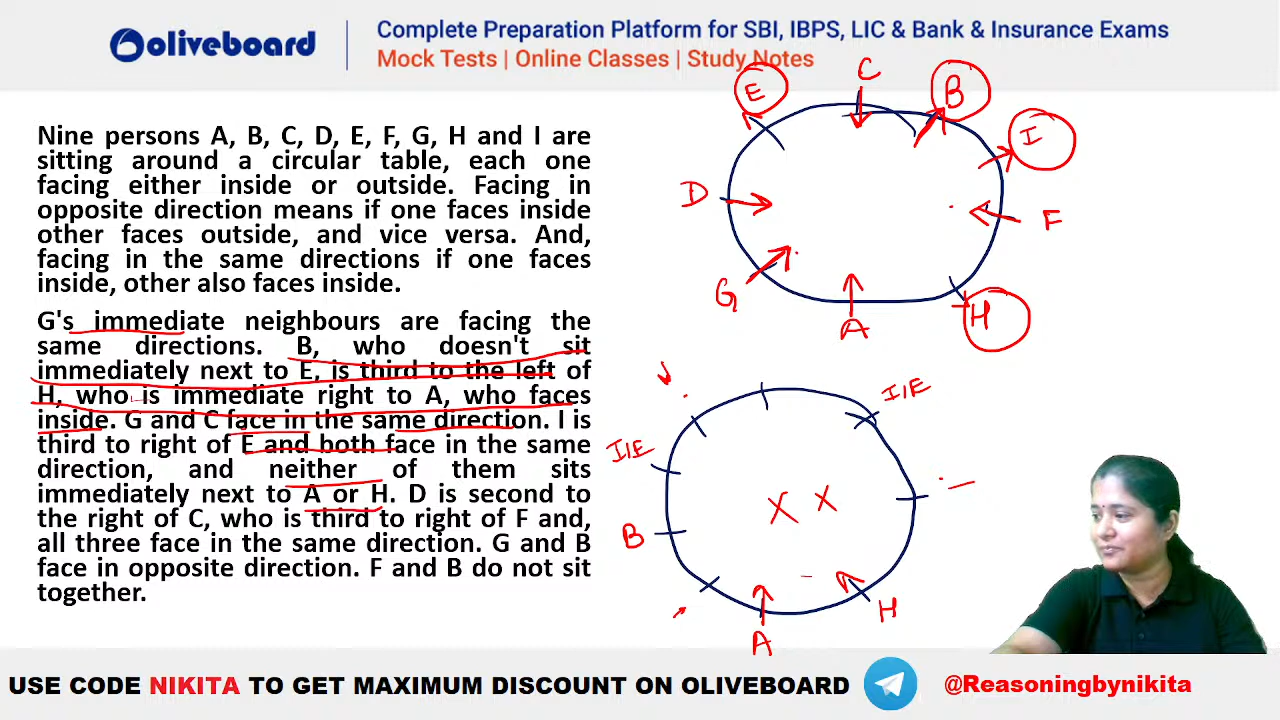 oliveboard
Complete Preparation Platform for SBI, IBPS, LIC & Bank & Insurance Exams
Mock Tests | Online Classes | Study Notes
Nine persons A, B, C, D, E, F, G, H and I are
sitting around a circular table, each one
facing either inside or outside. Facing in
opposite direction means if one faces inside
other faces outside, and vice versa. And,
facing in the same directions if one faces
inside, other also faces inside.
G's immediate neighbours are facing the
same directions. B, who doesn't sit
immediately next to E, is third to the left of
H, who is immediate right to A, who faces
inside. G and C face in the same direction. I is
third to right of E and both face in the same
direction, and neither of them sits
immediately next to A or H. D is second to
the right of C, who is third to right of F and,
all three face in the same direction. G and B
face in opposite direction. F and B do not sit
together.
E
C
B
I
D
F
G
A
H
I/E
I/E
B
X X
H
A
USE CODE NIKITA TO GET MAXIMUM DISCOUNT ON OLIVEBOARD
@Reasoningbynikita